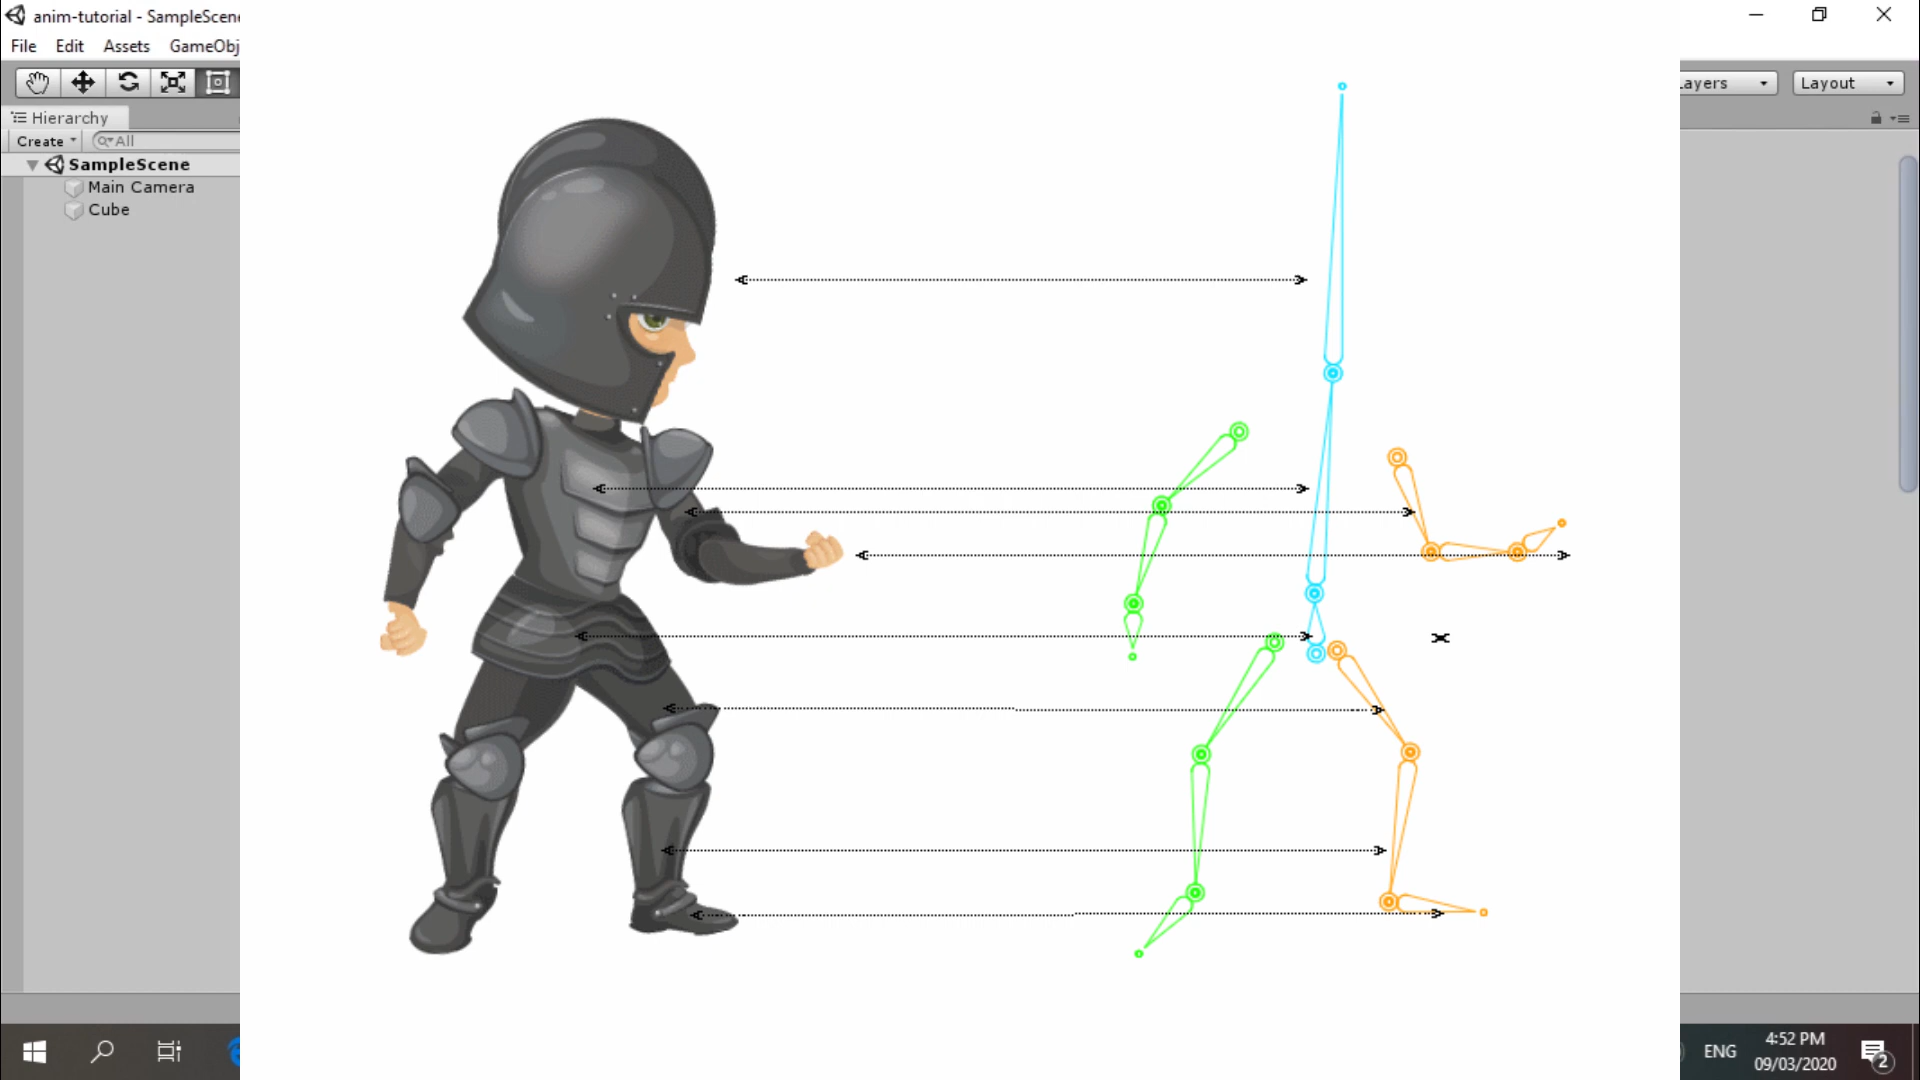 anim-tutorial - SampleScene
File Edit Assets GameObj
ayers Layout
Hierarchy
Create All
SampleScene
Main Camera
Cube
ENG 4:52 PM
09/03/2020
2